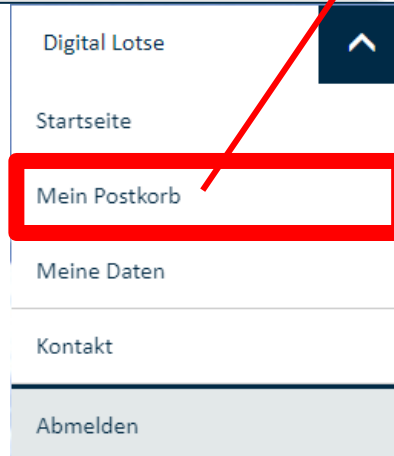 Digital Lotse
Startseite
Mein Postkorb
Meine Daten
Kontakt
Abmelden